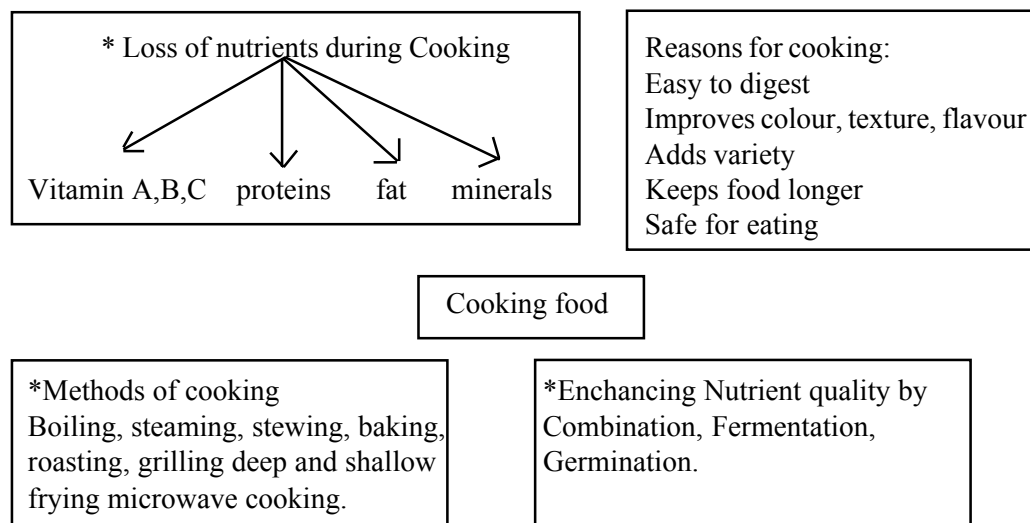 * Loss of nutrients during Cooking
Vitamin A,B,C proteins fat minerals
Reasons for cooking:
Easy to digest
Improves colour, texture, flavour
Adds variety
Keeps food longer
Safe for eating
Cooking food
*Methods of cooking
Boiling, steaming, stewing, baking,
roasting, grilling deep and shallow
frying microwave cooking.
*Enchancing Nutrient quality by
Combination, Fermentation,
Germination.